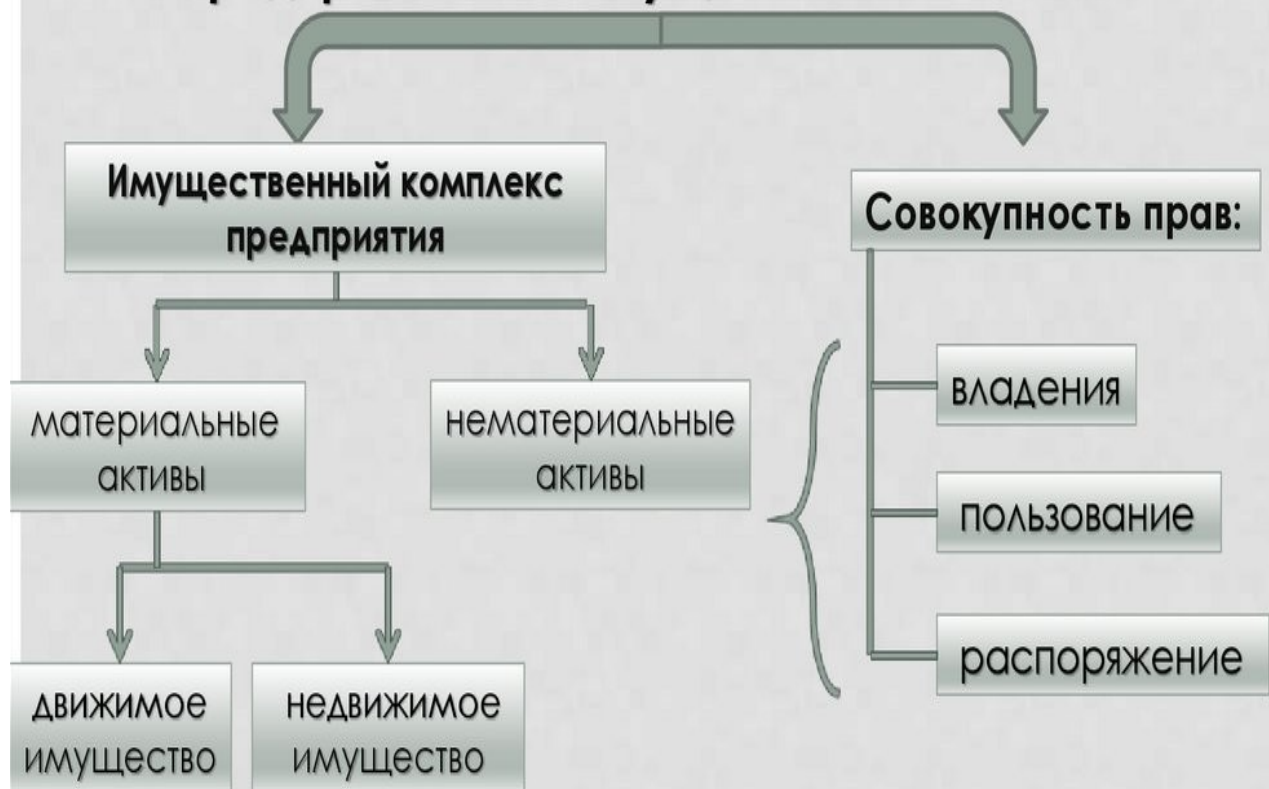 Имущественный комплекс
предприятия
Совокупность прав:
материальные
активы
нематериальные
активы
владения
пользование
распоряжение
движимое
имущество
недвижимое
имущество